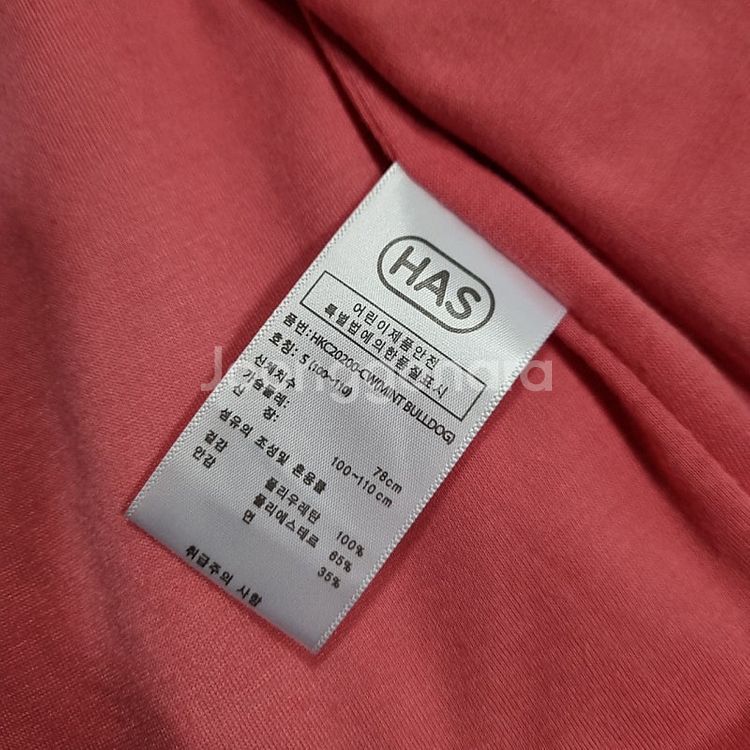 HAS
어린이제품안전
특별법에의한품질표시
품번: HKC20200-CW(MINT BULLDOG)
호칭: S (100~110)
신체치수
가슴둘레: 78cm
신 장: 100~110cm
섬유의 조성및 혼용률
겉감 폴리우레탄 100%
안감 폴리에스테르 65%
면 35%
취급주의 사항
Joonggonara